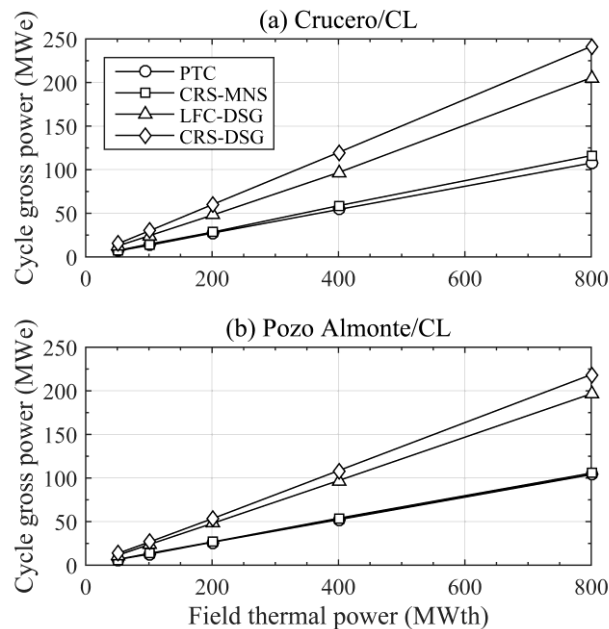 (a) Crucero/CL
Cycle gross power (MWe)
250
200
150
100
50
0
PTC
CRS-MNS
LFC-DSG
CRS-DSG
0 200 400 600 800
(b) Pozo Almonte/CL
Cycle gross power (MWe)
250
200
150
100
50
0
0 200 400 600 800
Field thermal power (MWth)